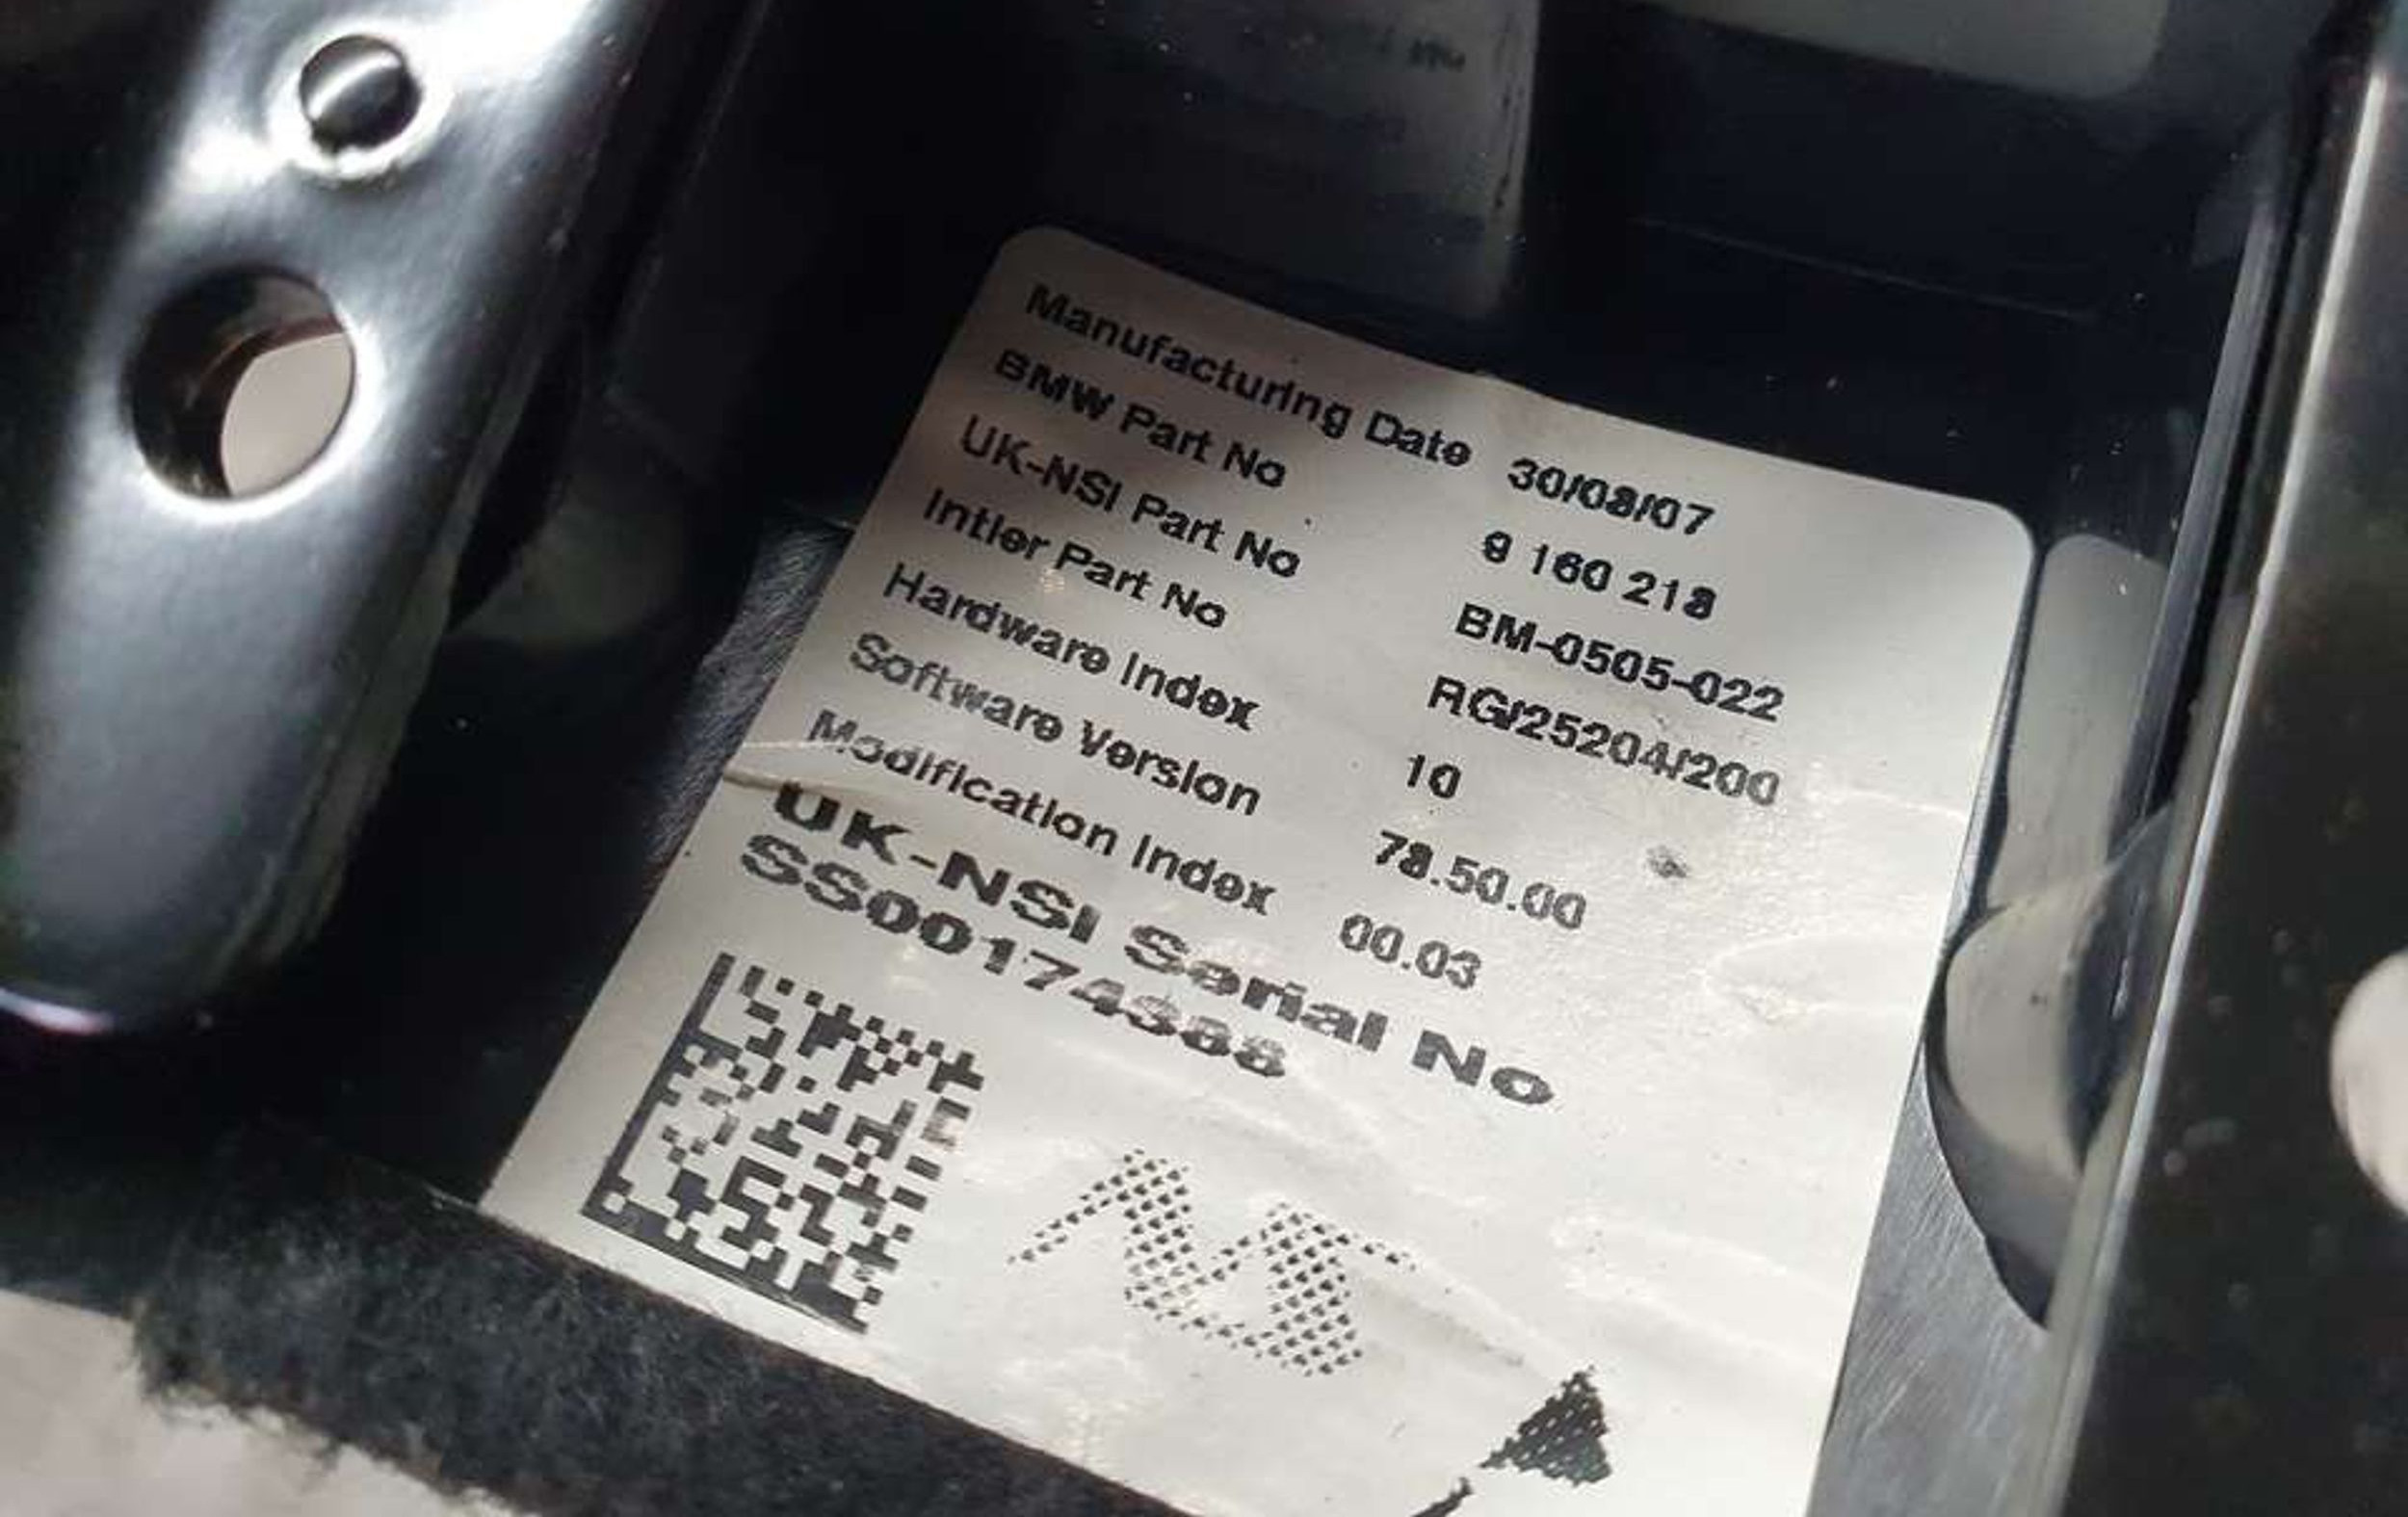 Manufacturing Date 30/08/07
BMW Part No 9 160 218
UK-NSI Part No BM-0505-022
Intier Part No RG/25204/200
Hardware Index 10
Software Version 78.50.00
Modification Index 00.03
UK-NSI Serial No
SS00174388